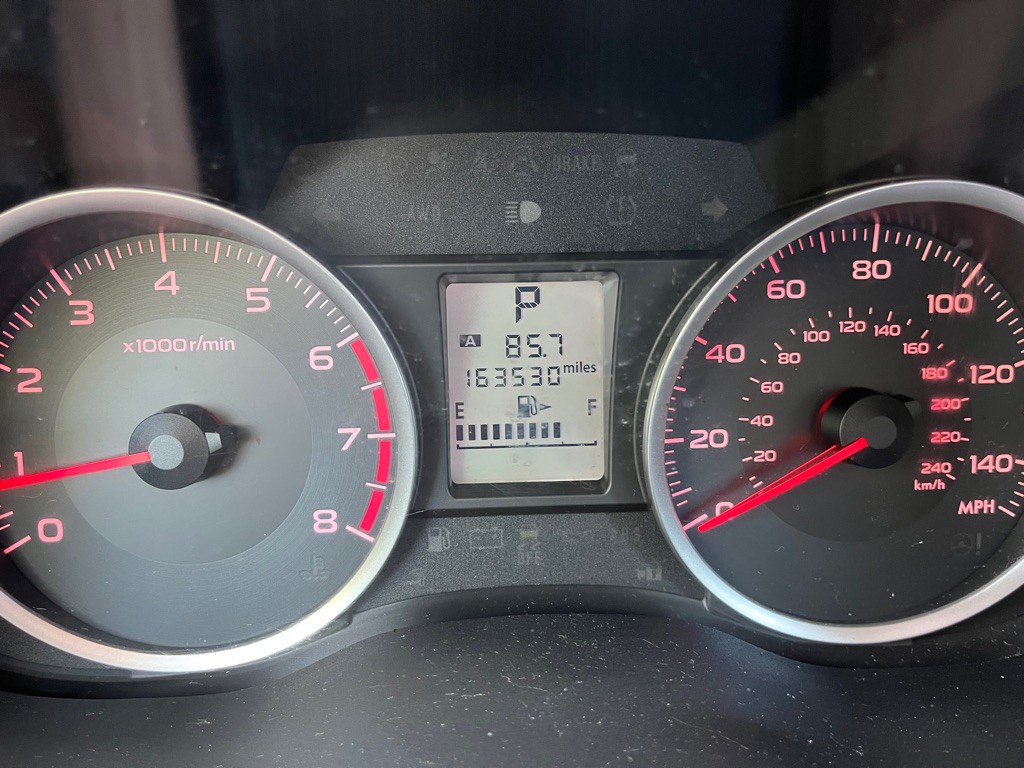 BRAKE
AWD
P
A 85.7
163530 miles
E F
0 1 2 3 4 5 6 7 8
x1000r/min
0 20 40 60 80 100 120 140
MPH
20 40 60 80 100 120 140 160 180 200 220 240
km/h
OFF